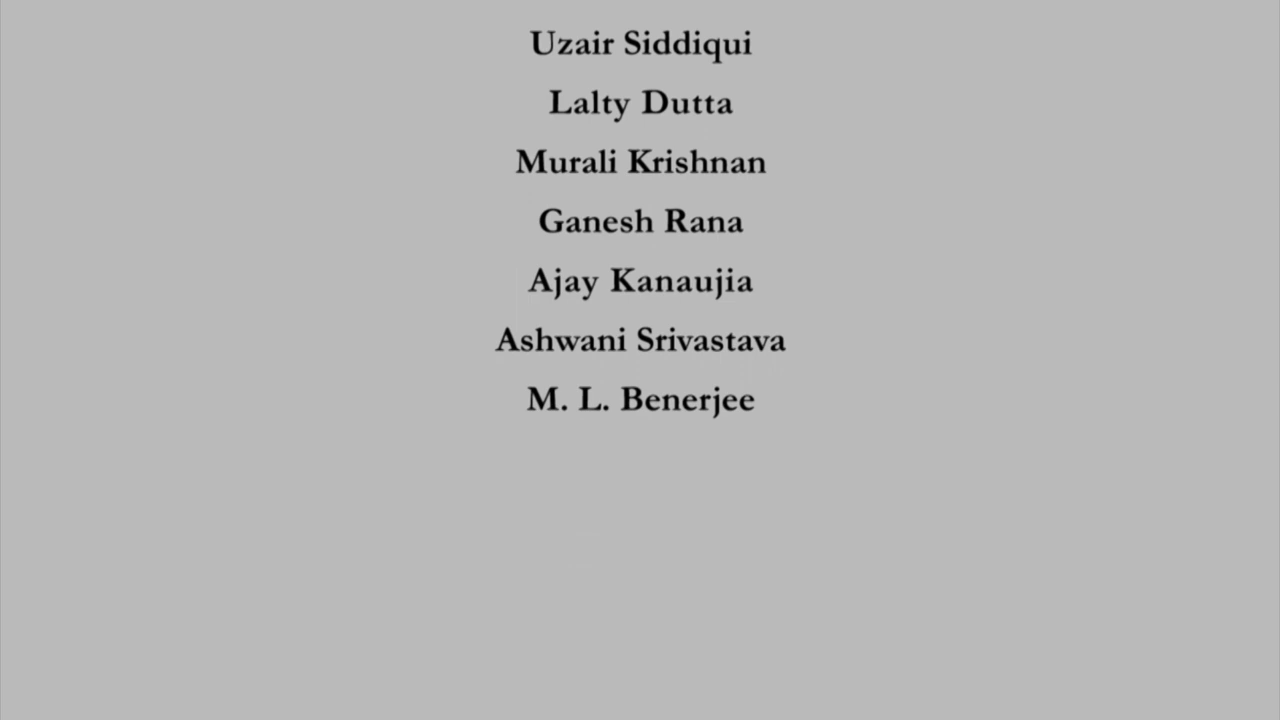 Uzair Siddiqui
Lalty Dutta
Murali Krishnan
Ganesh Rana
Ajay Kanaujia
Ashwani Srivastava
M. L. Benerjee